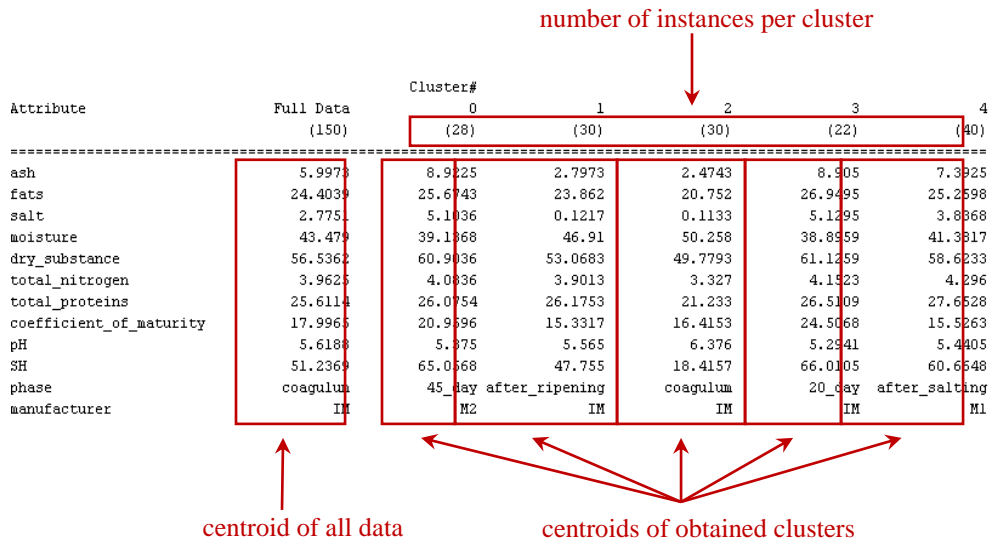 number of instances per cluster
Cluster#
Attribute Full Data 0 1 2 3 4
(150) (28) (30) (30) (22) (40)
ash 5.9973 8.9225 2.7973 2.4743 8.905 7.3925
fats 24.4039 25.6743 23.862 20.752 26.9495 25.2598
salt 2.7751 5.1036 0.1217 0.1133 5.1295 3.8368
moisture 43.479 39.1368 46.91 50.258 38.8959 41.3817
dry_substance 56.5362 60.9036 53.0683 49.7793 61.1259 58.6233
total_nitrogen 3.9625 4.0836 3.9013 3.327 4.1523 4.296
total_proteins 25.6114 26.0754 26.1753 21.233 26.5109 27.6528
coefficient_of_maturity 17.9965 20.9596 15.3317 16.4153 24.5068 15.5263
pH 5.6188 5.375 5.565 6.376 5.2941 5.4405
SH 51.2369 65.0568 47.755 18.4157 66.0105 60.6648
phase coagulum 45_day after_ripening coagulum 20_day after_salting
manufacturer IM M2 IM IM IM M1
centroid of all data centroids of obtained clusters